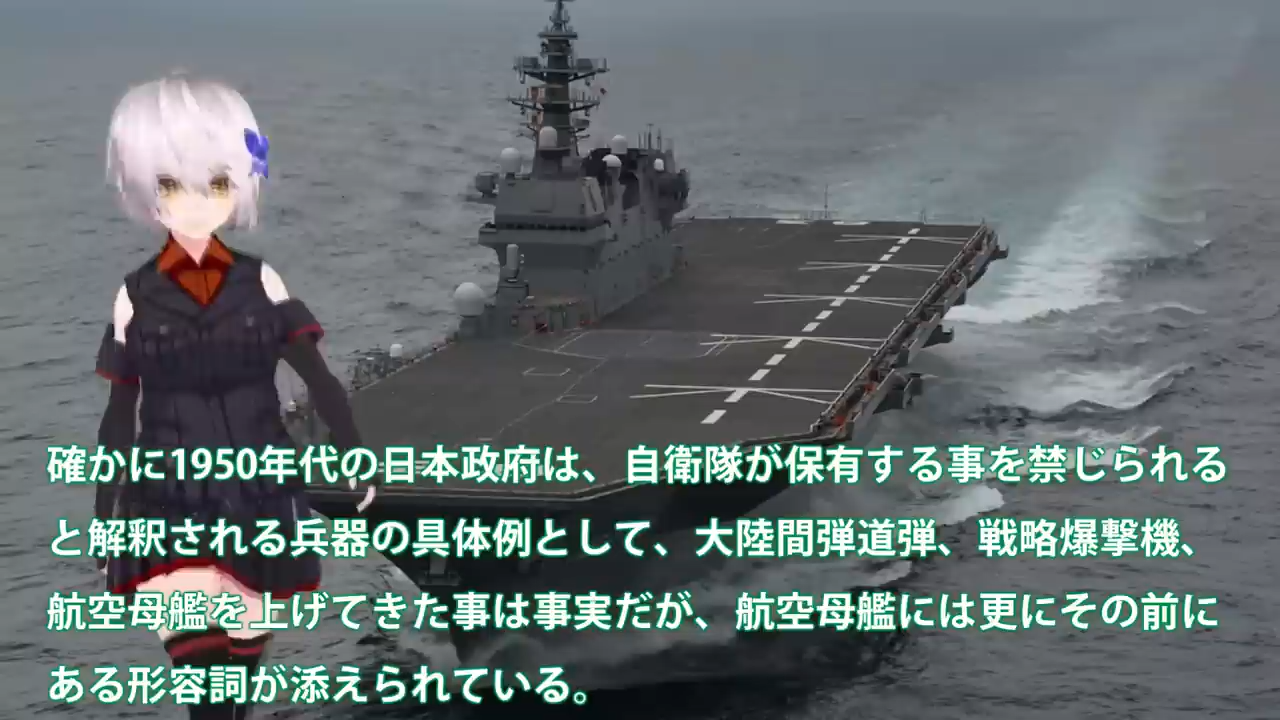 確かに1950年代の日本政府は、自衛隊が保有する事を禁じられる
と解釈される兵器の具体例として、大陸間弾道弾、戦略爆撃機、
航空母艦を上げてきた事は事実だが、航空母艦には更にその前に
ある形容詞が添えられている。